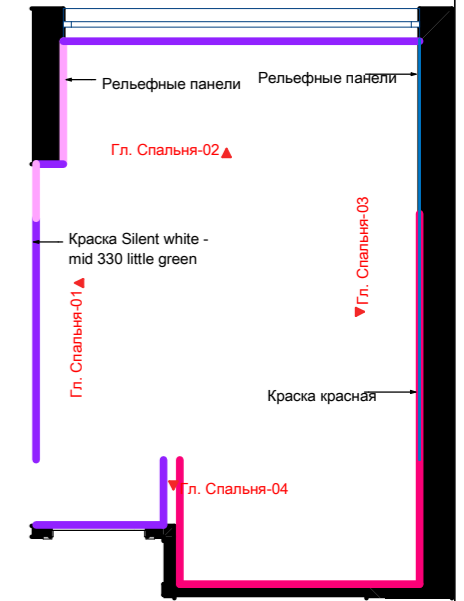 Рельефные панели
Рельефные панели
Гл. Спальня-02
Гл. Спальня-03
Краска Silent white -
mid 330 little green
Гл. Спальня-01
Краска красная
Гл. Спальня-04